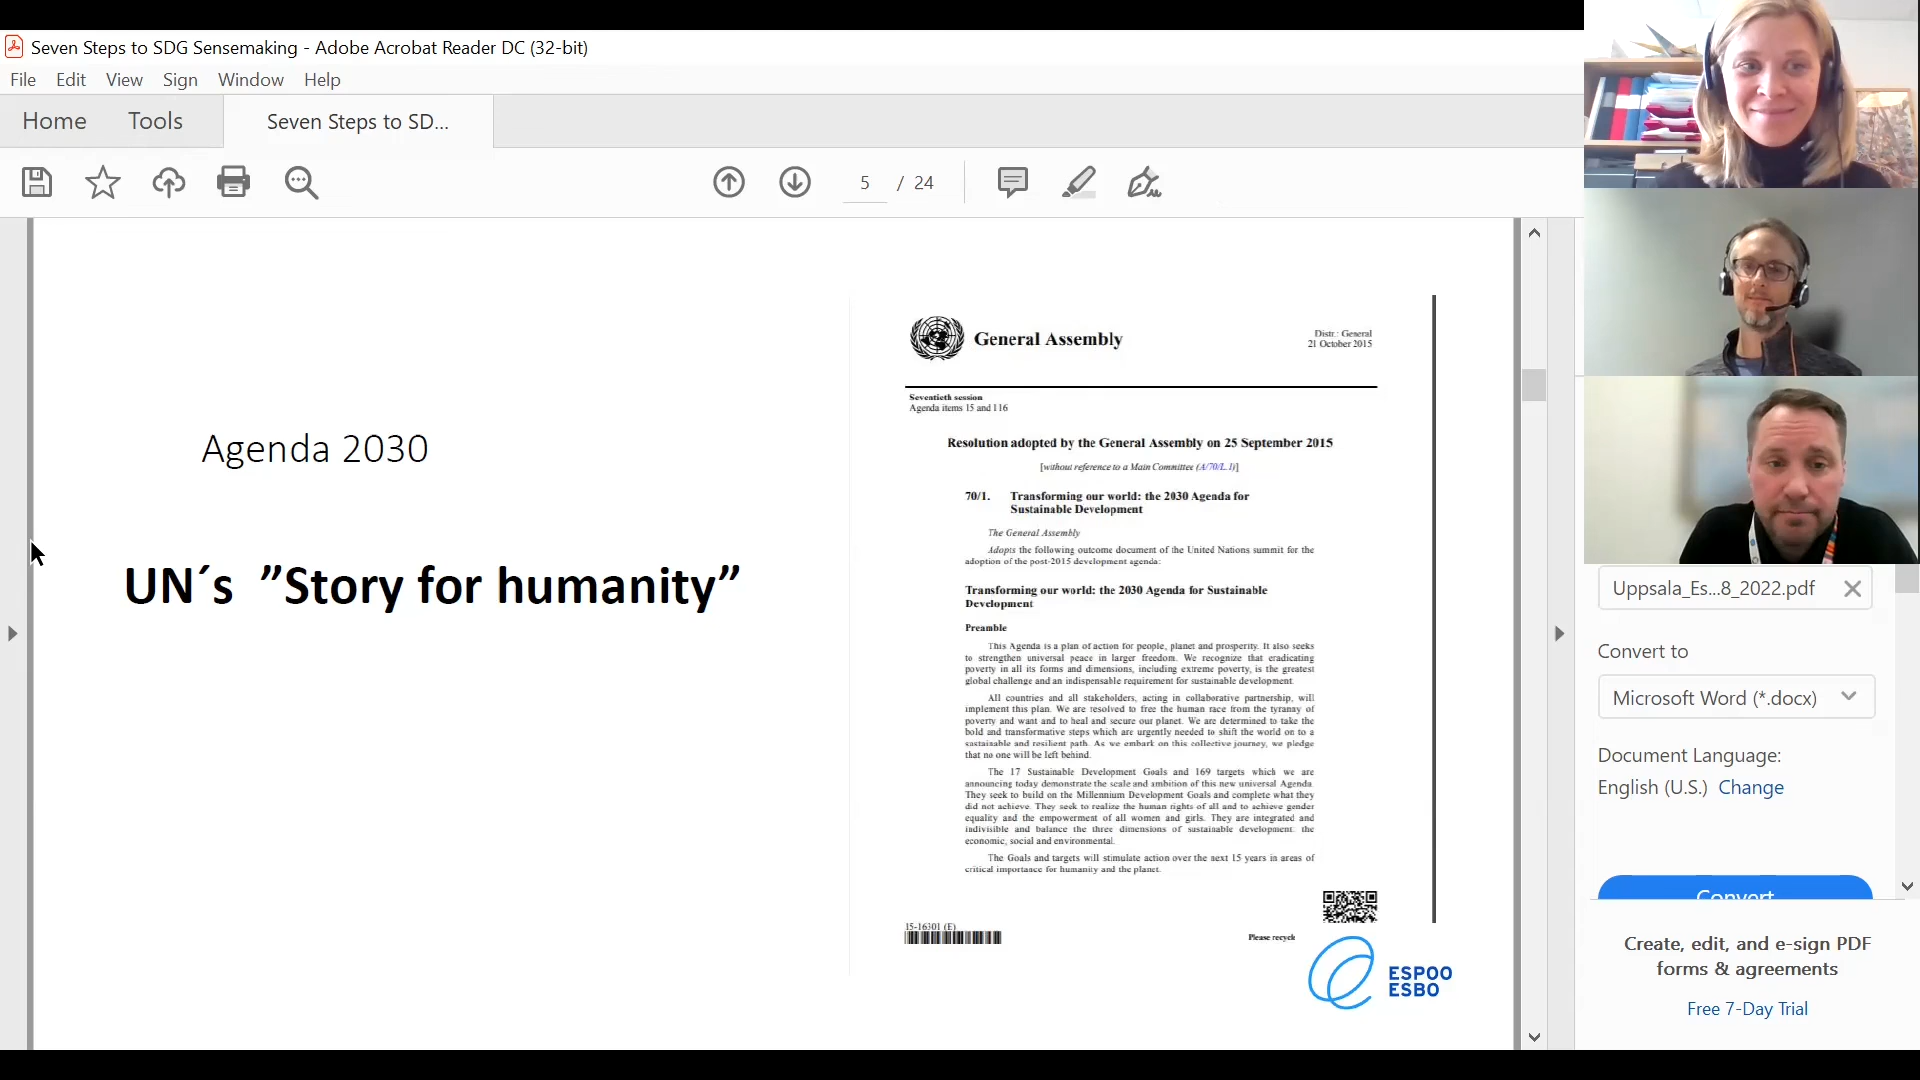 Seven Steps to SDG Sensemaking - Adobe Acrobat Reader DC (32-bit)
File Edit View Sign Window Help
Home Tools Seven Steps to SD...
5 / 24
Agenda 2030
UN´s ”Story for humanity”
General Assembly
Distr.: General
21 October 2015
Seventieth session
Agenda items 15 and 116
Resolution adopted by the General Assembly on 25 September 2015
[without reference to a Main Committee (A/70/L.1)]
70/1. Transforming our world: the 2030 Agenda for
Sustainable Development
The General Assembly
Adopts the following outcome document of the United Nations summit for the
adoption of the post-2015 development agenda:
Transforming our world: the 2030 Agenda for Sustainable
Development
Preamble
This Agenda is a plan of action for people, planet and prosperity. It also seeks
to strengthen universal peace in larger freedom. We recognize that eradicating
poverty in all its forms and dimensions, including extreme poverty, is the greatest
global challenge and an indispensable requirement for sustainable development.
All countries and all stakeholders, acting in collaborative partnership, will
implement this plan. We are resolved to free the human race from the tyranny of
poverty and want and to heal and secure our planet. We are determined to take the
bold and transformative steps which are urgently needed to shift the world on to a
sustainable and resilient path. As we embark on this collective journey, we pledge
that no one will be left behind.
The 17 Sustainable Development Goals and 169 targets which we are
announcing today demonstrate the scale and ambition of this new universal Agenda.
They seek to build on the Millennium Development Goals and complete what they
did not achieve. They seek to realize the human rights of all and to achieve gender
equality and the empowerment of all women and girls. They are integrated and
indivisible and balance the three dimensions of sustainable development: the
economic, social and environmental.
The Goals and targets will stimulate action over the next 15 years in areas of
critical importance for humanity and the planet.
15-16301 (E)
Please recycle
ESPOO
ESBO
Uppsala_Es...8_2022.pdf
Convert to
Microsoft Word (*.docx)
Document Language:
English (U.S.) Change
Convert
Create, edit, and e-sign PDF
forms & agreements
Free 7-Day Trial